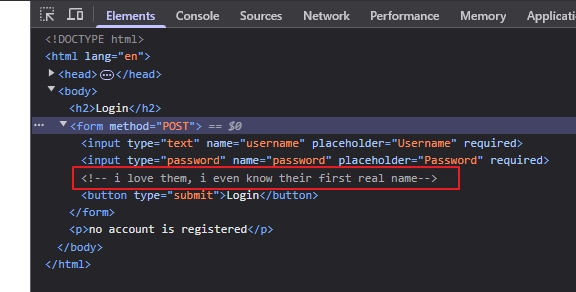 Elements Console Sources Network Performance Memory Application
<!DOCTYPE html>
<html lang="en">
<head> ⋯ </head>
<body>
<h2>Login</h2>
⋯ <form method="POST"> == $0
<input type="text" name="username" placeholder="Username" required>
<input type="password" name="password" placeholder="Password" required>
<!-- i love them, i even know their first real name-->
<button type="submit">Login</button>
</form>
<p>no account is registered</p>
</body>
</html>